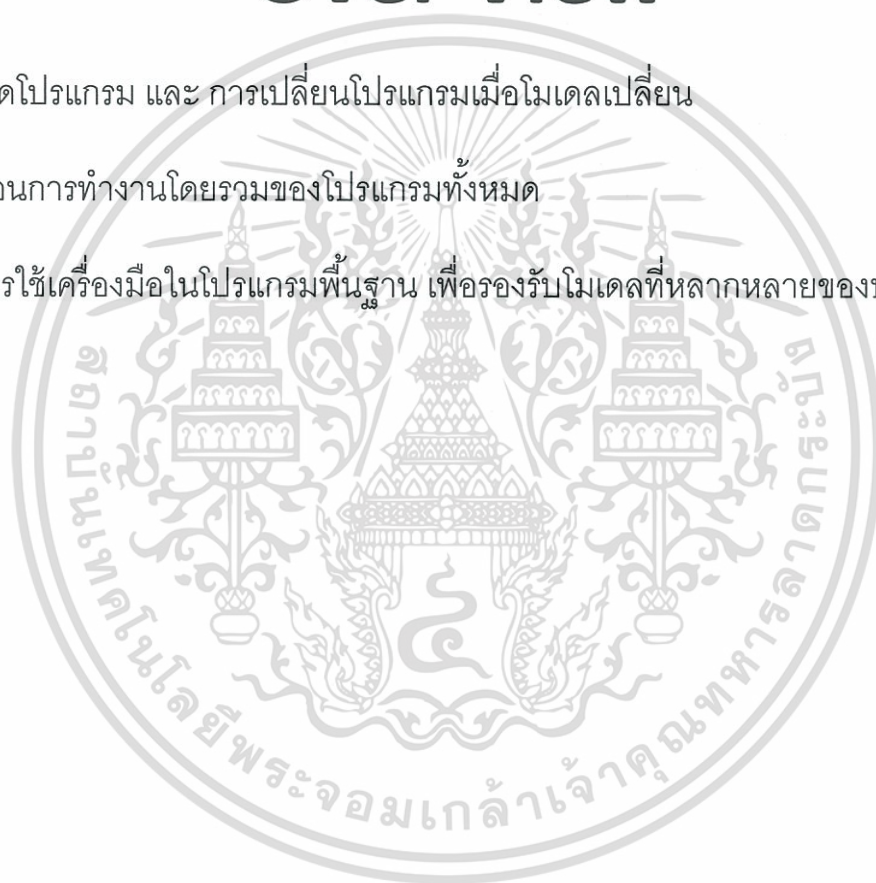 ดโปรแกรม และ การเปลี่ยนโปรแกรมเมื่อโมเดลเปลี่ยน
อนการทำงานโดยรวมของโปรแกรมทั้งหมด
รใช้เครื่องมือในโปรแกรมพื้นฐาน เพื่อรองรับโมเดลที่หลากหลายของ
สถาบันเทคโนโลยีพระจอมเกล้าเจ้าคุณทหารลาดกระบัง